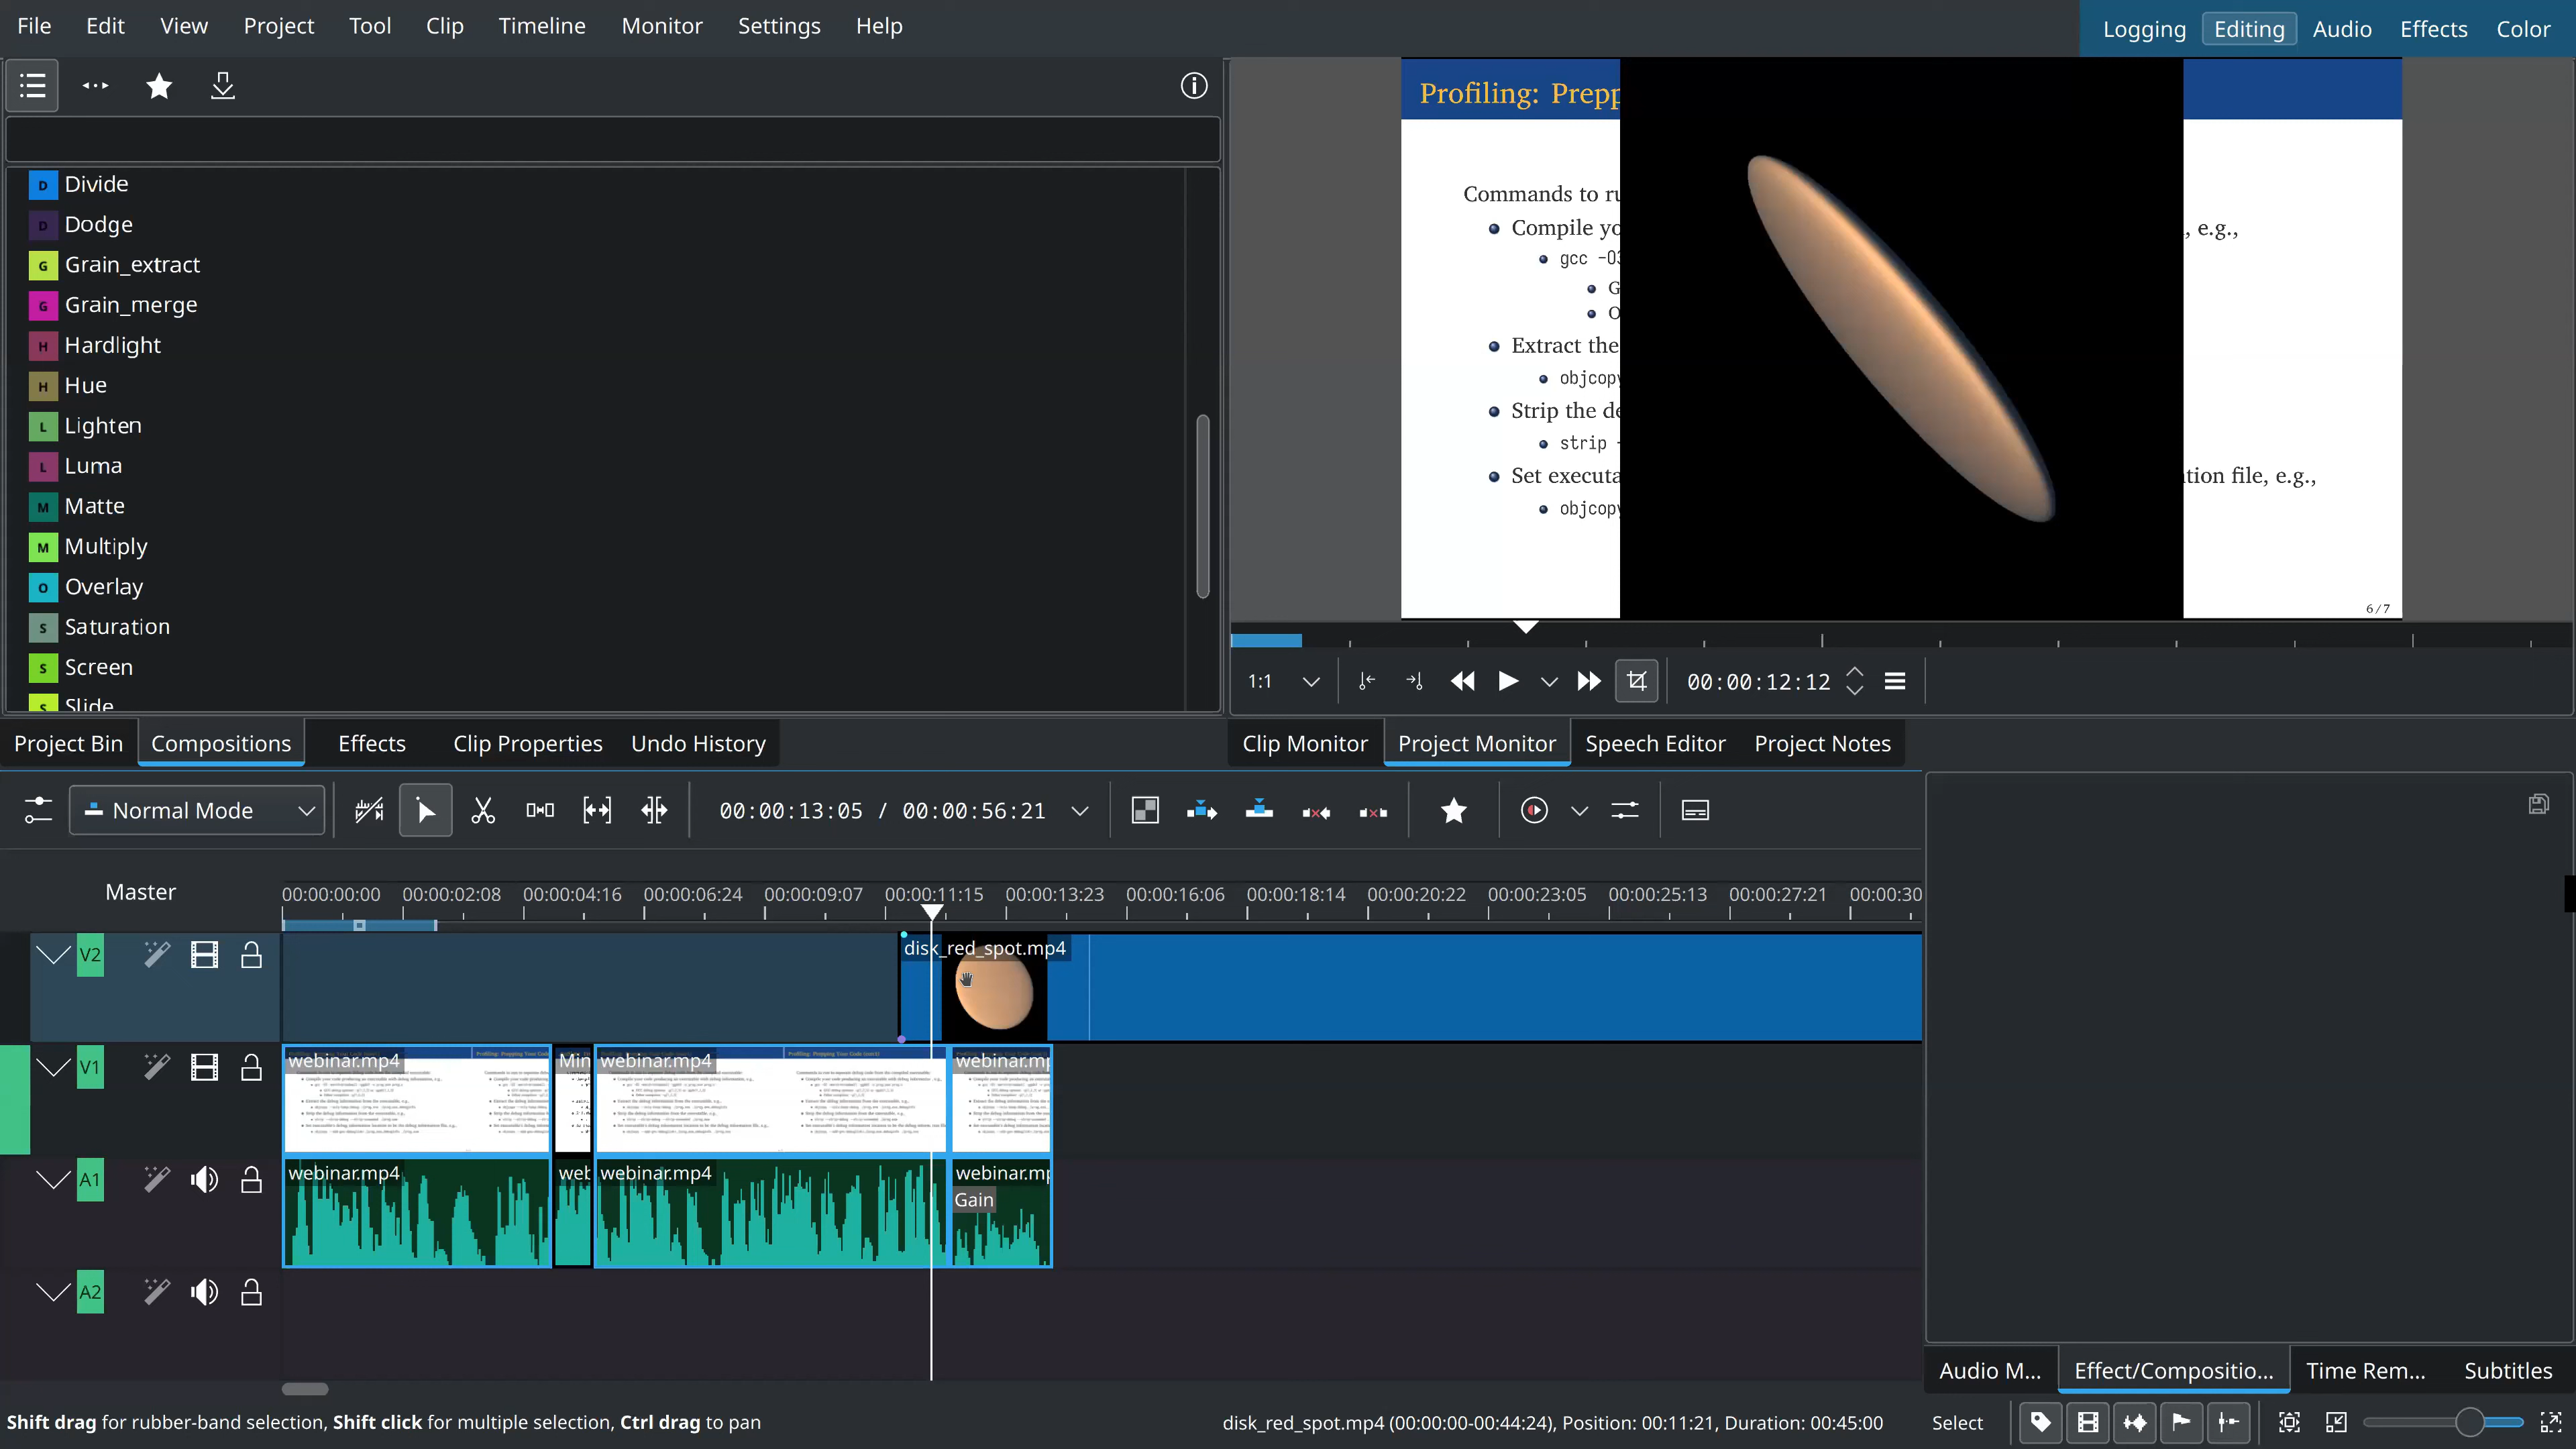 File Edit View Project Tool Clip Timeline Monitor Settings Help
Logging Editing Audio Effects Color
D Divide
D Dodge
G Grain_extract
G Grain_merge
H Hardlight
H Hue
L Lighten
L Luma
M Matte
M Multiply
O Overlay
S Saturation
S Screen
S Slide
Project Bin Compositions Effects Clip Properties Undo History
Profiling: Prepp
Commands to ru
Compile yo , e.g.,
gcc -O3
G
O
Extract the
objcopy
Strip the de
strip -
Set executa tion file, e.g.,
objcopy
6/7
1:1 00:00:12:12
Clip Monitor Project Monitor Speech Editor Project Notes
Normal Mode 00:00:13:05 / 00:00:56:21
Master 00:00:00:00 00:00:02:08 00:00:04:16 00:00:06:24 00:00:09:07 00:00:11:15 00:00:13:23 00:00:16:06 00:00:18:14 00:00:20:22 00:00:23:05 00:00:25:13 00:00:27:21 00:00:30
V2 disk_red_spot.mp4
V1 webinar.mp4 Min webinar.mp4 webinar.mp
A1 webinar.mp4 web webinar.mp4 webinar.mp
Gain
A2
Audio M... Effect/Compositio... Time Rem... Subtitles
Shift drag for rubber-band selection, Shift click for multiple selection, Ctrl drag to pan
disk_red_spot.mp4 (00:00:00-00:44:24), Position: 00:11:21, Duration: 00:45:00 Select